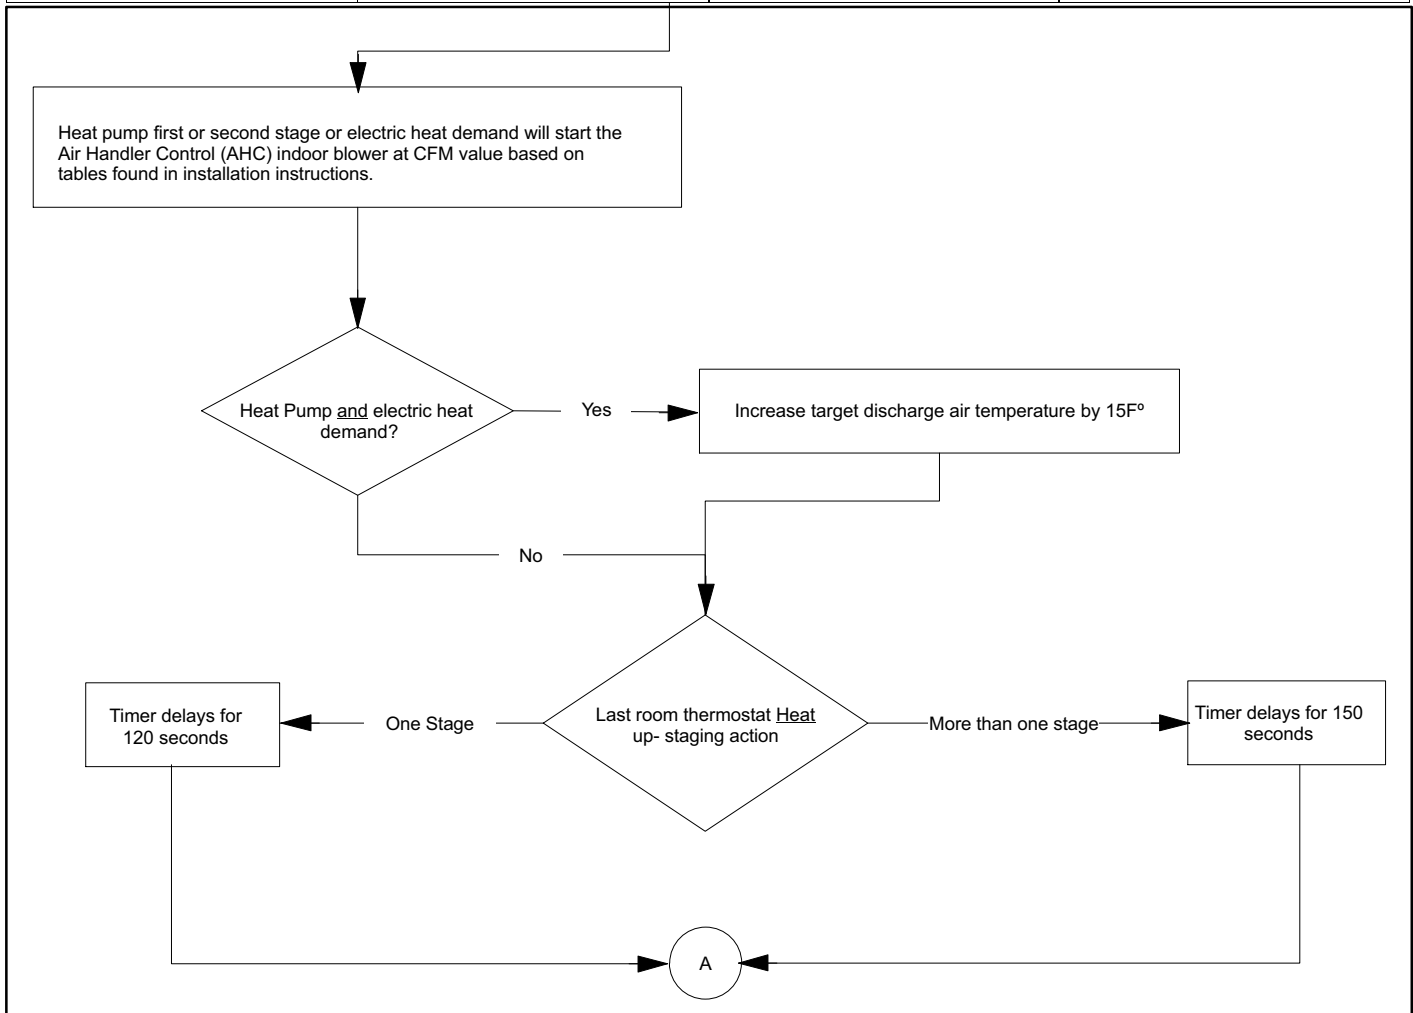 Heat pump first or second stage or electric heat demand will start the
Air Handler Control (AHC) indoor blower at CFM value based on
tables found in installation instructions.
Heat Pump and electric heat
demand?
Yes
Increase target discharge air temperature by 15Fº
No
Last room thermostat Heat
up- staging action
One Stage
Timer delays for
120 seconds
More than one stage
Timer delays for 150
seconds
A